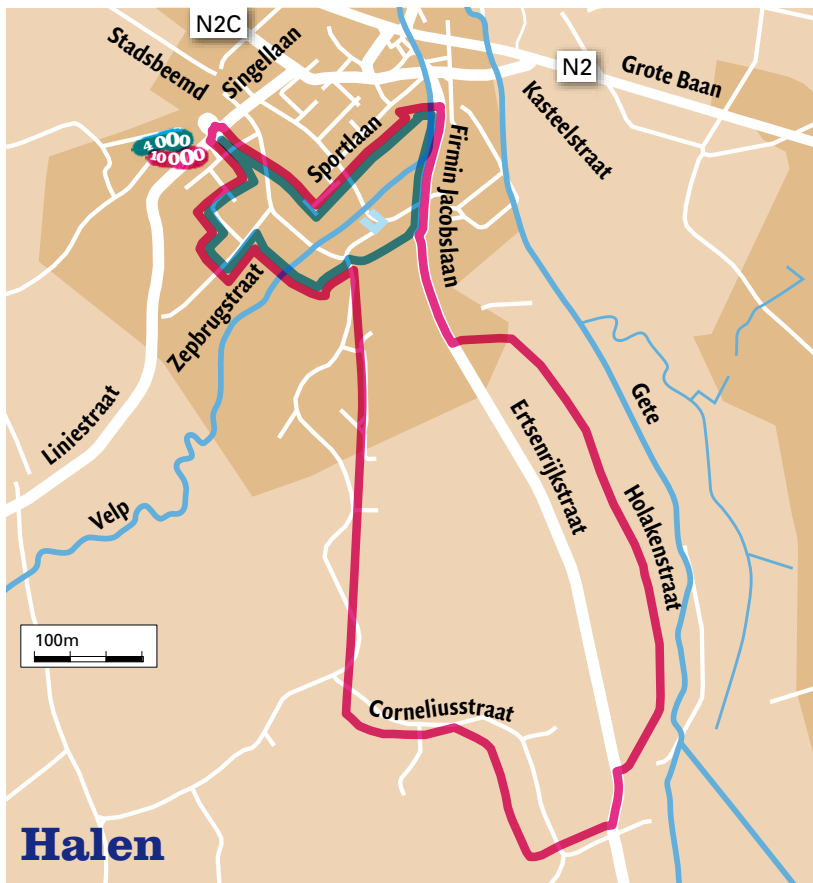 N2C
Stadsbeemd
Singellaan
N2
Grote Baan
Kasteelstraat
4000
10000
Sportlaan
Firmin Jacobslaan
Zepbrugstraat
Liniestraat
Gete
Ertsenrijkstraat
Holakenstraat
Velp
100m
Corneliusstraat
Halen